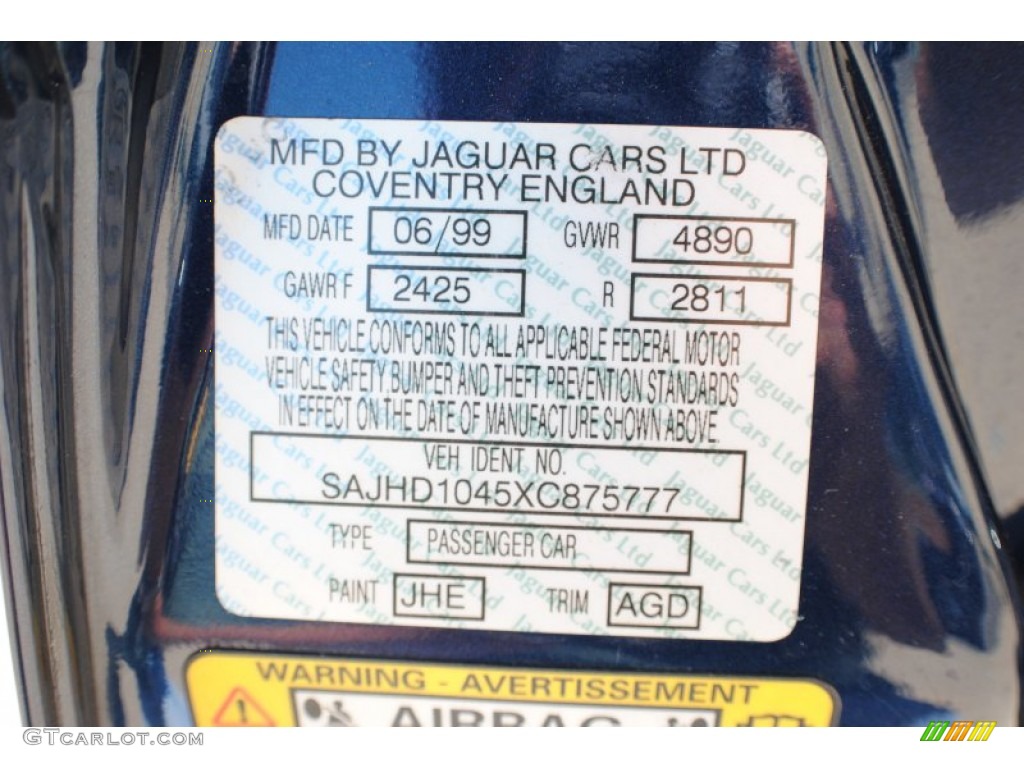 MFD BY JAGUAR CARS LTD
COVENTRY ENGLAND
MFD DATE 06/99 GVWR 4890
GAWR F 2425 R 2811
THIS VEHICLE CONFORMS TO ALL APPLICABLE FEDERAL MOTOR
VEHICLE SAFETY BUMPER AND THEFT PREVENTION STANDARDS
IN EFFECT ON THE DATE OF MANUFACTURE SHOWN ABOVE.
VEH IDENT NO.
SAJHD1045XC875777
TYPE PASSENGER CAR
PAINT JHE TRIM AGD
WARNING - AVERTISSEMENT
AIRBAG
GTCARLOT.COM